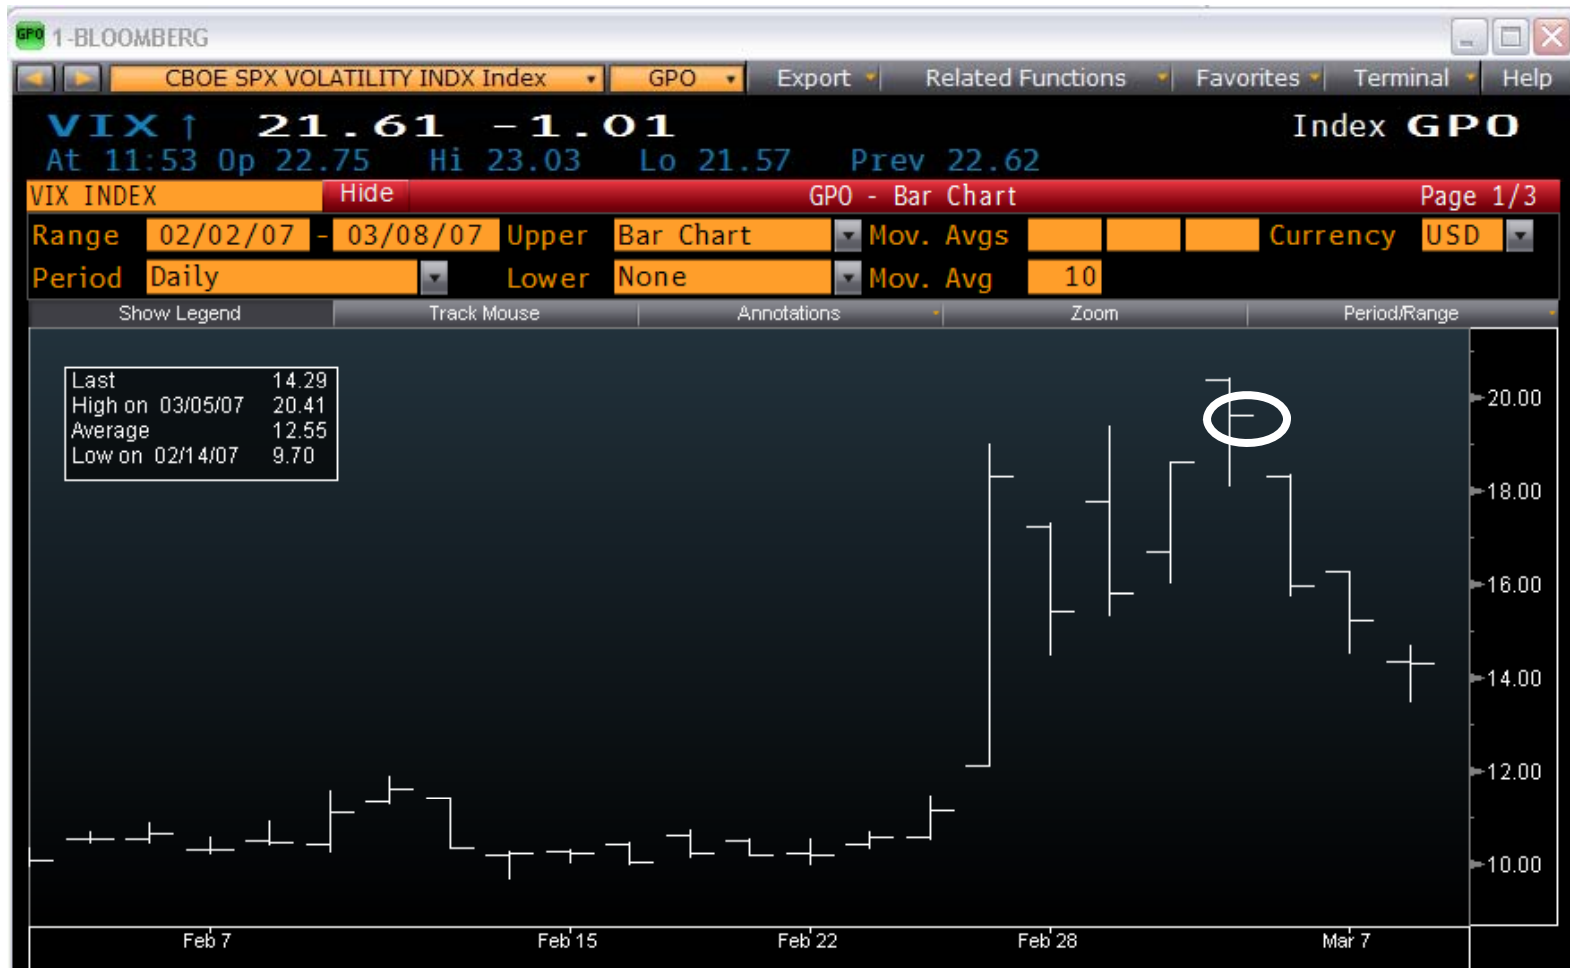 GPO 1-BLOOMBERG
CBOE SPX VOLATILITY INDX Index GPO Export Related Functions Favorites Terminal Help
VIX ↑ 21.61 -1.01 Index GPO
At 11:53 Op 22.75 Hi 23.03 Lo 21.57 Prev 22.62
VIX INDEX Hide GPO - Bar Chart Page 1/3
Range 02/02/07 - 03/08/07 Upper Bar Chart Mov. Avgs Currency USD
Period Daily Lower None Mov. Avg 10
Show Legend Track Mouse Annotations Zoom Period/Range
Last 14.29
High on 03/05/07 20.41
Average 12.55
Low on 02/14/07 9.70
20.00
18.00
16.00
14.00
12.00
10.00
Feb 7 Feb 15 Feb 22 Feb 28 Mar 7